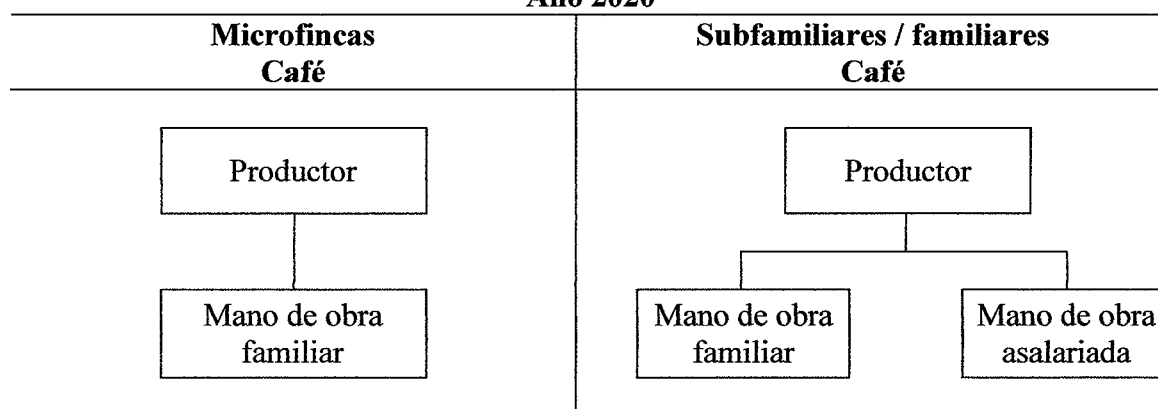 Año 2020
Microfincas
Café
Subfamiliares / familiares
Café
Productor
Mano de obra
familiar
Productor
Mano de obra
familiar
Mano de obra
asalariada